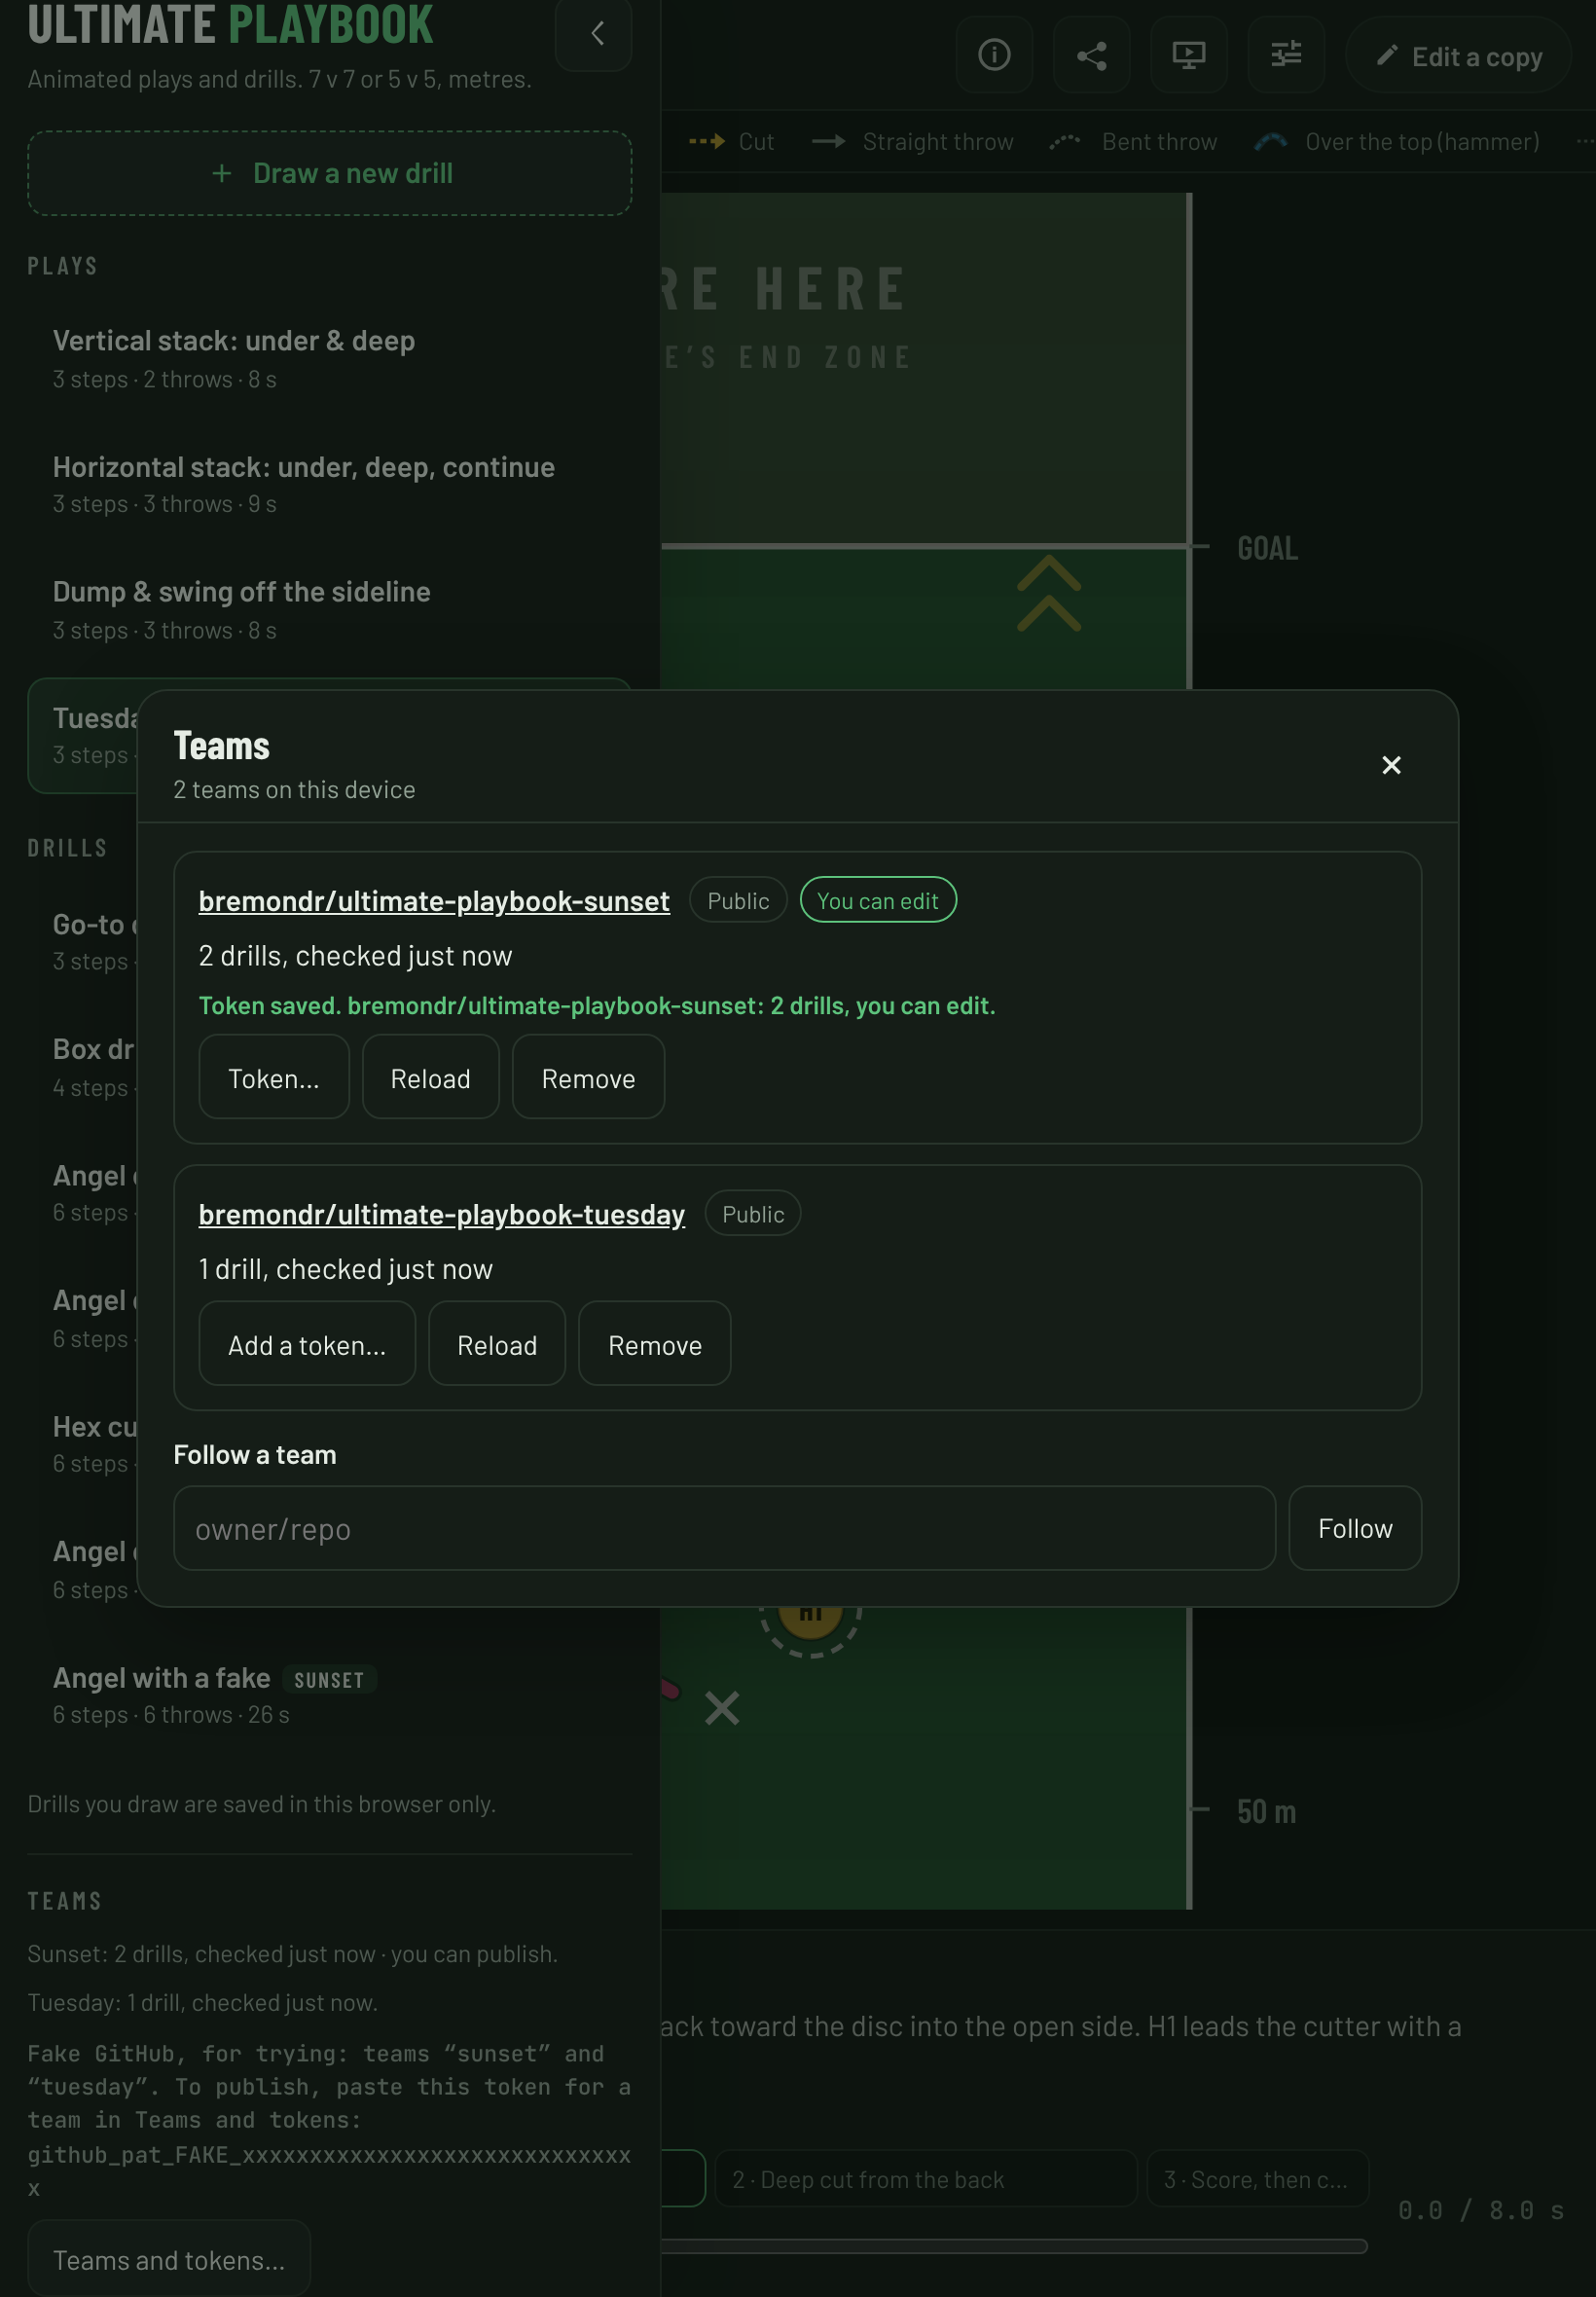 ULTIMATE PLAYBOOK
Animated plays and drills. 7 v 7 or 5 v 5, metres.
+ Draw a new drill
PLAYS
Vertical stack: under & deep
3 steps · 2 throws · 8 s
Horizontal stack: under, deep, continue
3 steps · 3 throws · 9 s
Dump & swing off the sideline
3 steps · 3 throws · 8 s
Tuesda
3 steps ·
DRILLS
Go-to
3 steps ·
Box dr
4 steps ·
Angel
6 steps ·
Angel
6 steps ·
Hex cu
6 steps ·
Angel
6 steps ·
Angel with a fake SUNSET
6 steps · 6 throws · 26 s
Drills you draw are saved in this browser only.
TEAMS
Sunset: 2 drills, checked just now · you can publish.
Tuesday: 1 drill, checked just now.
Fake GitHub, for trying: teams “sunset” and
“tuesday”. To publish, paste this token for a
team in Teams and tokens:
github_pat_FAKE_xxxxxxxxxxxxxxxxxxxxxxxxxxxxx
x
Teams and tokens...
Edit a copy
Cut
Straight throw
Bent throw
Over the top (hammer)
RE HERE
E’S END ZONE
GOAL
Teams
2 teams on this device
bremondr/ultimate-playbook-sunset Public You can edit
2 drills, checked just now
Token saved. bremondr/ultimate-playbook-sunset: 2 drills, you can edit.
Token... Reload Remove
bremondr/ultimate-playbook-tuesday Public
1 drill, checked just now
Add a token... Reload Remove
Follow a team
owner/repo Follow
50 m
ack toward the disc into the open side. H1 leads the cutter with a
2 · Deep cut from the back
3 · Score, then c...
0.0 / 8.0 s